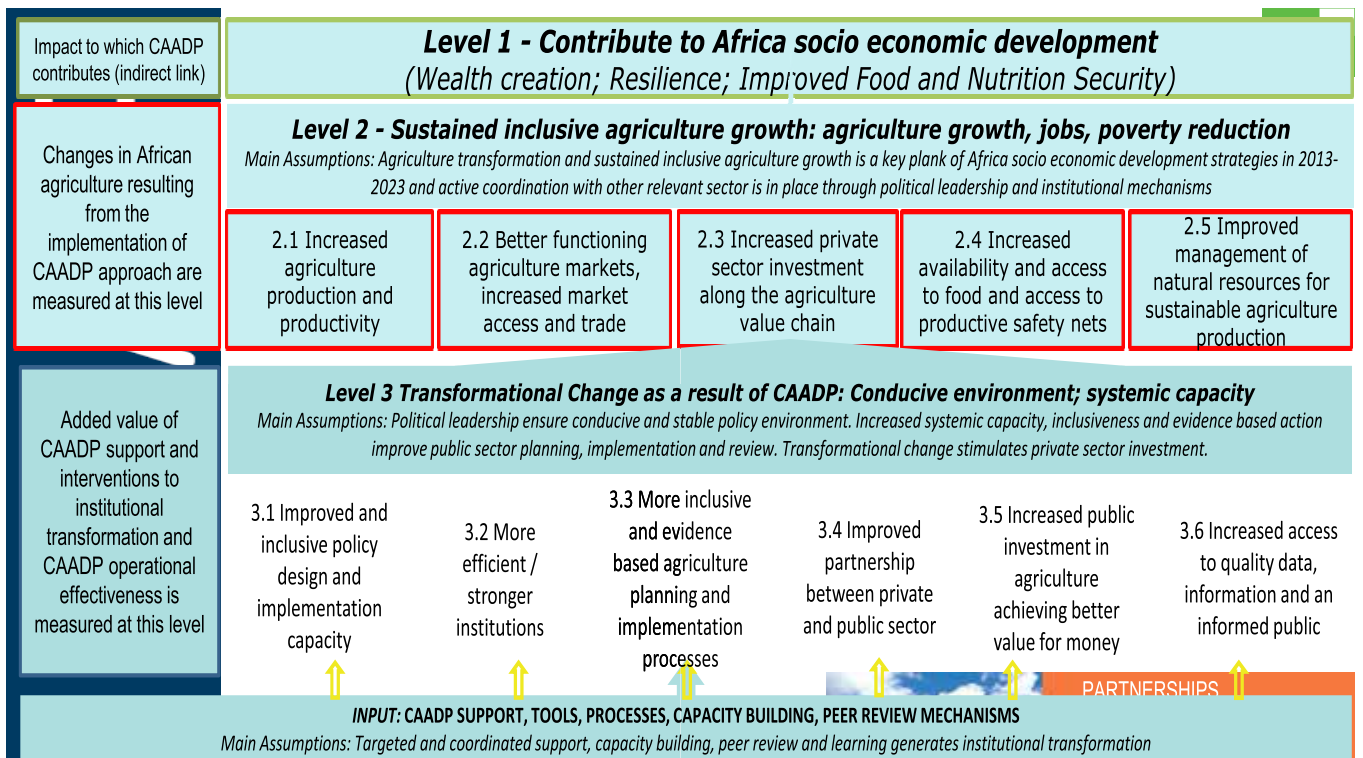 Impact to which CAADP
contributes (indirect link)
Level 1 - Contribute to Africa socio economic development
(Wealth creation; Resilience; Improved Food and Nutrition Security)
Changes in African
agriculture resulting
from the
implementation of
CAADP approach are
measured at this level
Level 2 - Sustained inclusive agriculture growth: agriculture growth, jobs, poverty reduction
Main Assumptions: Agriculture transformation and sustained inclusive agriculture growth is a key plank of Africa socio economic development strategies in 2013-
2023 and active coordination with other relevant sector is in place through political leadership and institutional mechanisms
2.1 Increased
agriculture
production and
productivity
2.2 Better functioning
agriculture markets,
increased market
access and trade
2.3 Increased private
sector investment
along the agriculture
value chain
2.4 Increased
availability and access
to food and access to
productive safety nets
2.5 Improved
management of
natural resources for
sustainable agriculture
production
Added value of
CAADP support and
interventions to
institutional
transformation and
CAADP operational
effectiveness is
measured at this level
Level 3 Transformational Change as a result of CAADP: Conducive environment; systemic capacity
Main Assumptions: Political leadership ensure conducive and stable policy environment. Increased systemic capacity, inclusiveness and evidence based action
improve public sector planning, implementation and review. Transformational change stimulates private sector investment.
3.1 Improved and
inclusive policy
design and
implementation
capacity
3.2 More
efficient /
stronger
institutions
3.3 More inclusive
and evidence
based agriculture
planning and
implementation
processes
3.4 Improved
partnership
between private
and public sector
3.5 Increased public
investment in
agriculture
achieving better
value for money
3.6 Increased access
to quality data,
information and an
informed public
PARTNERSHIPS
INPUT: CAADP SUPPORT, TOOLS, PROCESSES, CAPACITY BUILDING, PEER REVIEW MECHANISMS
Main Assumptions: Targeted and coordinated support, capacity building, peer review and learning generates institutional transformation